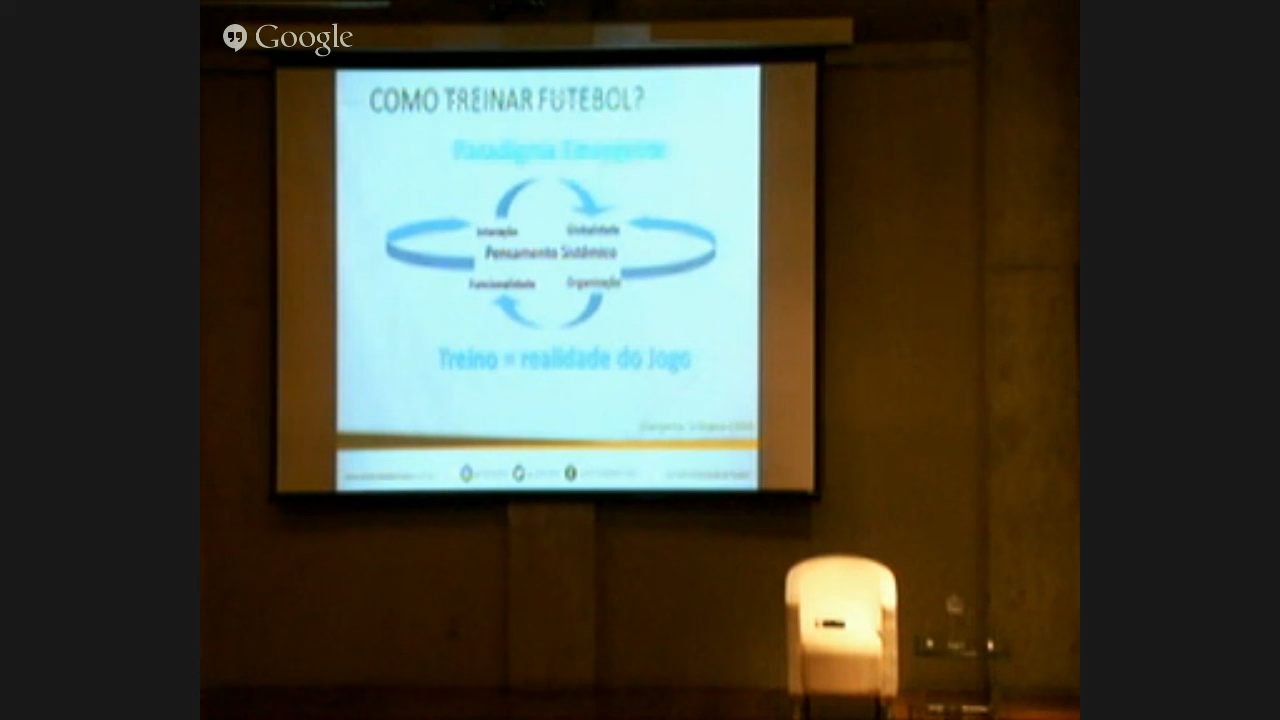 Google
COMO TREINAR FUTEBOL?
Paradigma Emergente
Interação Globalidade
Pensamento Sistêmico
Funcionalidade Organização
Treino = realidade do Jogo